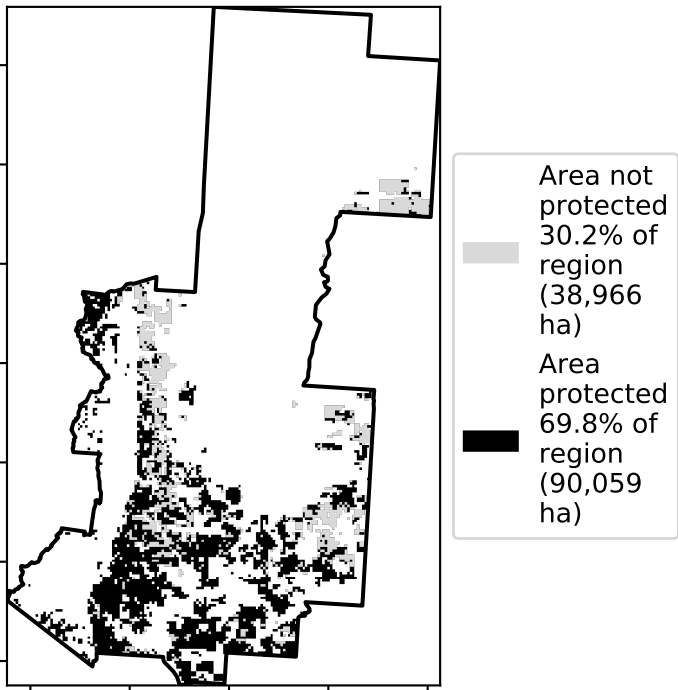 Area not
protected
30.2% of
region
(38,966
ha)
Area
protected
69.8% of
region
(90,059
ha)